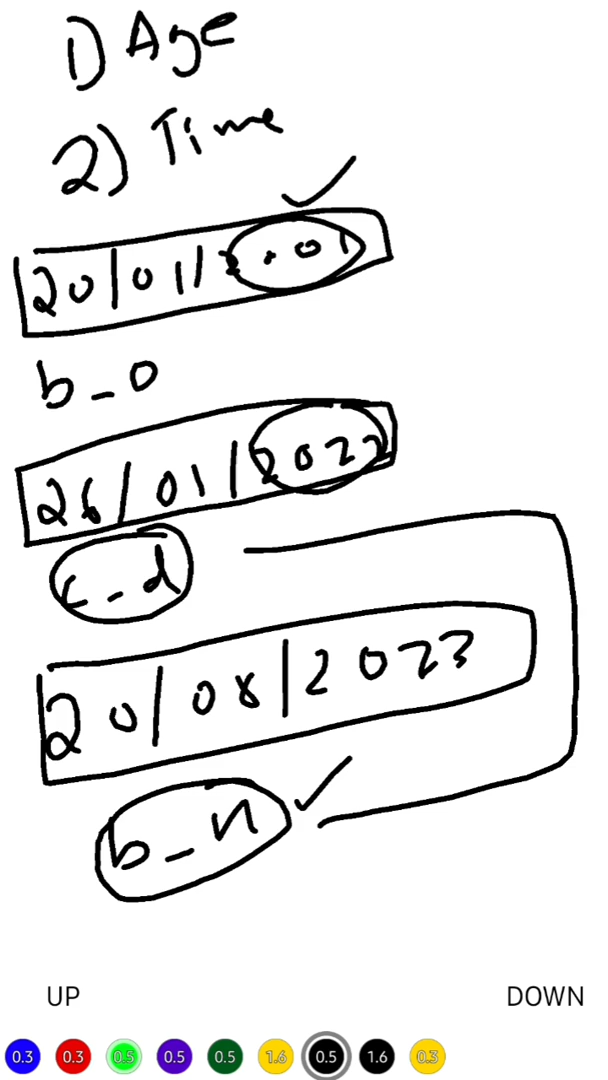 1) Age
2) Time
20/01/2001
b_o
26/01/2022
c_d
20/08/2023
b_n
UP DOWN
0.3 0.3 0.5 0.5 0.5 1.6 0.5 1.6 0.3